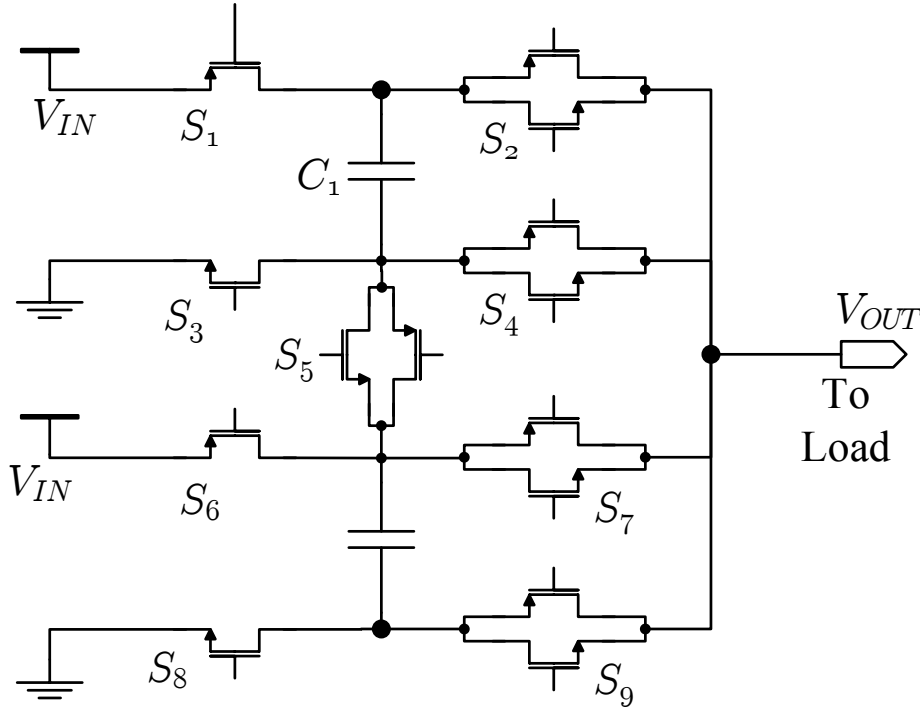 V_IN
S_1
S_2
C_1
S_3
S_4
V_OUT
S_5
To
Load
V_IN
S_6
S_7
S_8
S_9